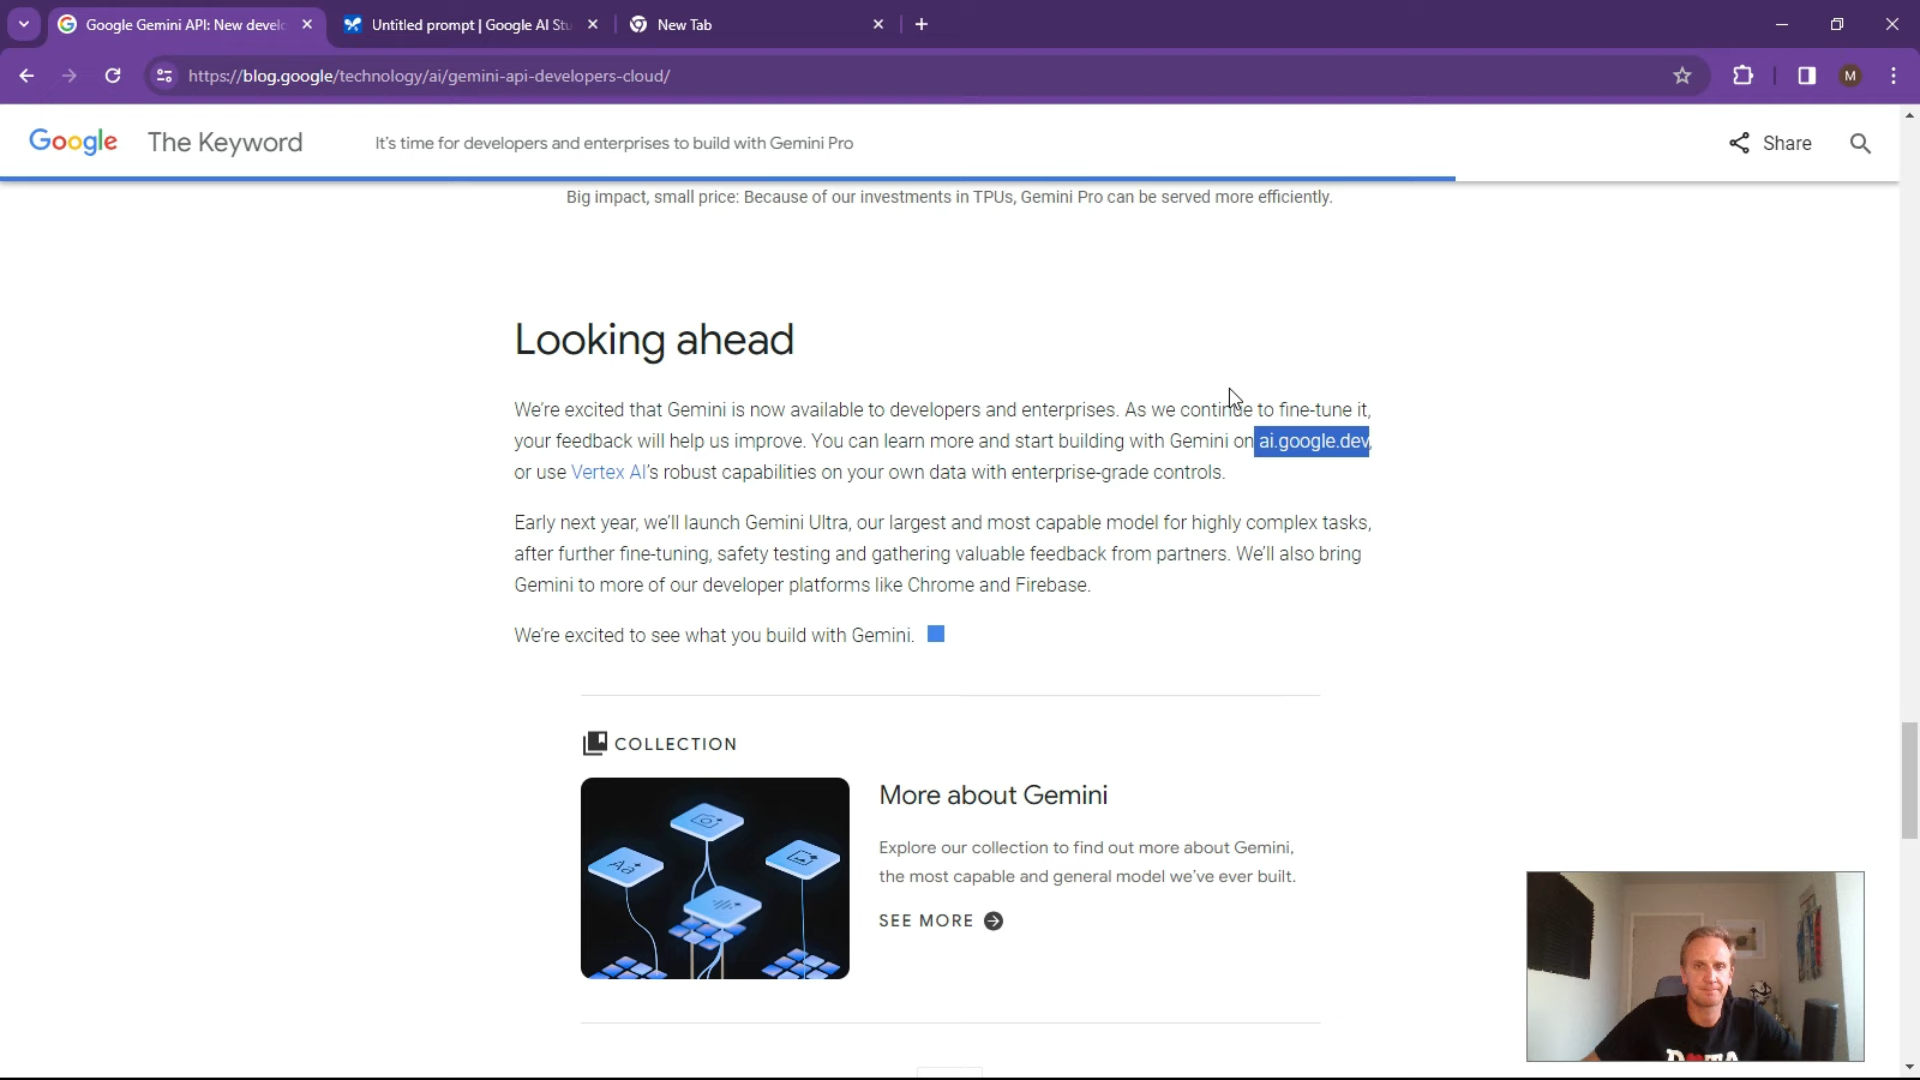 Google Gemini API: New develo
Untitled prompt | Google AI Stu
New Tab
https://blog.google/technology/ai/gemini-api-developers-cloud/
M
Google The Keyword
It's time for developers and enterprises to build with Gemini Pro
Share
Big impact, small price: Because of our investments in TPUs, Gemini Pro can be served more efficiently.
Looking ahead
We're excited that Gemini is now available to developers and enterprises. As we continue to fine-tune it,
your feedback will help us improve. You can learn more and start building with Gemini on ai.google.dev,
or use Vertex AI's robust capabilities on your own data with enterprise-grade controls.
Early next year, we'll launch Gemini Ultra, our largest and most capable model for highly complex tasks,
after further fine-tuning, safety testing and gathering valuable feedback from partners. We'll also bring
Gemini to more of our developer platforms like Chrome and Firebase.
We're excited to see what you build with Gemini.
COLLECTION
Aa
More about Gemini
Explore our collection to find out more about Gemini,
the most capable and general model we've ever built.
SEE MORE